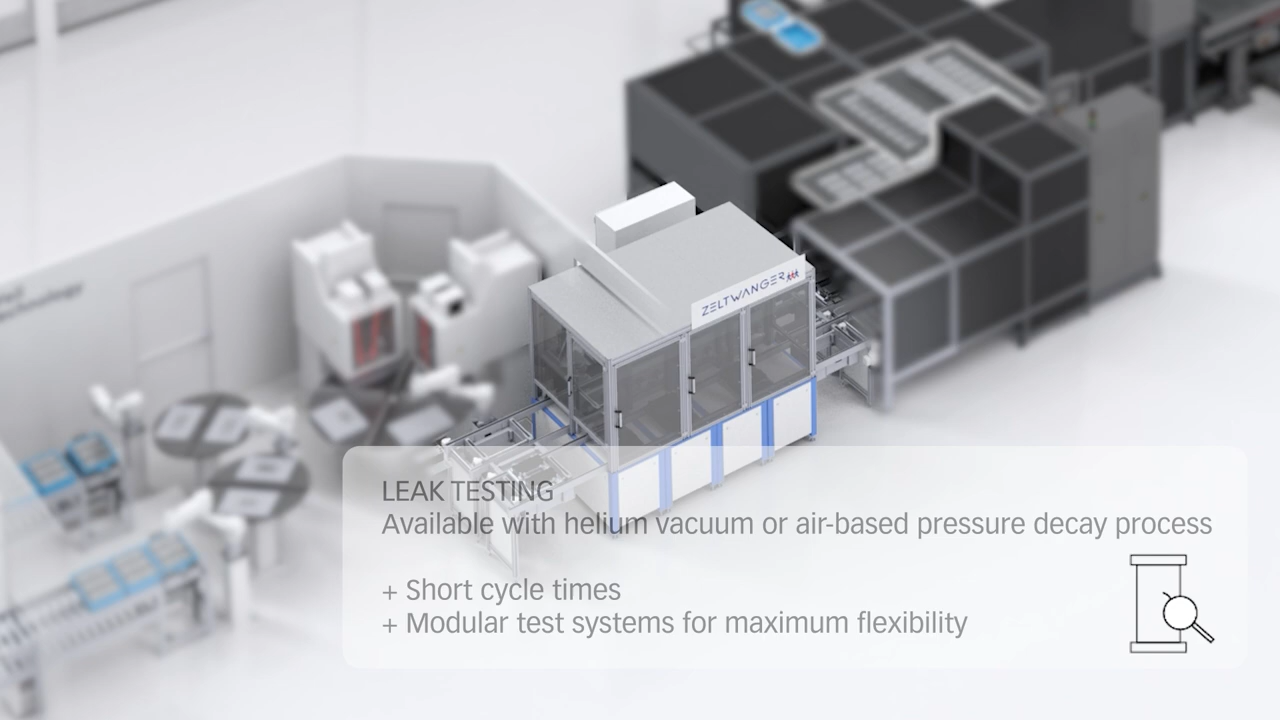 ZELTWANGER
LEAK TESTING
Available with helium vacuum or air-based pressure decay process
+ Short cycle times
+ Modular test systems for maximum flexibility